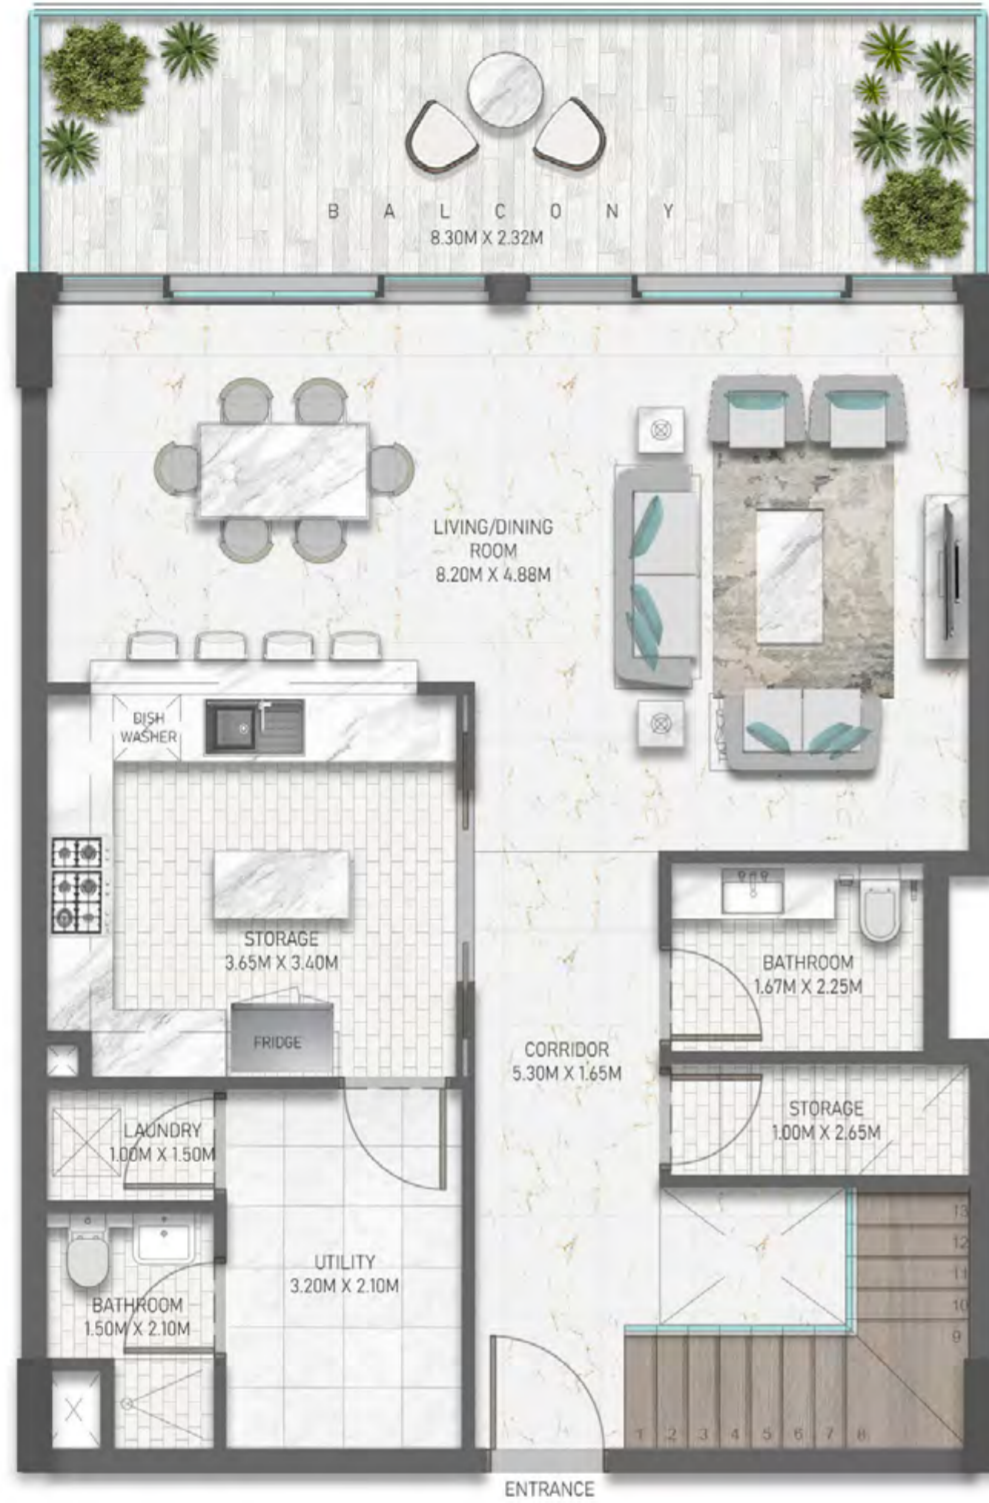 B A L C O N Y
8.30M X 2.32M
LIVING/DINING
ROOM
8.20M X 4.88M
DISH
WASHER
STORAGE
3.65M X 3.40M
FRIDGE
BATHROOM
1.67M X 2.25M
CORRIDOR
5.30M X 1.65M
STORAGE
1.00M X 2.65M
LAUNDRY
1.00M X 1.50M
UTILITY
3.20M X 2.10M
BATHROOM
1.50M X 2.10M
13
12
11
10
9
1 2 3 4 5 6 7 8
ENTRANCE